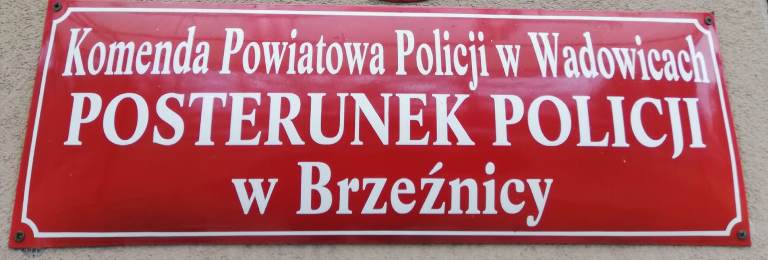 Komenda Powiatowa Policji w Wadowicach
POSTERUNEK POLICJI
w Brzeźnicy